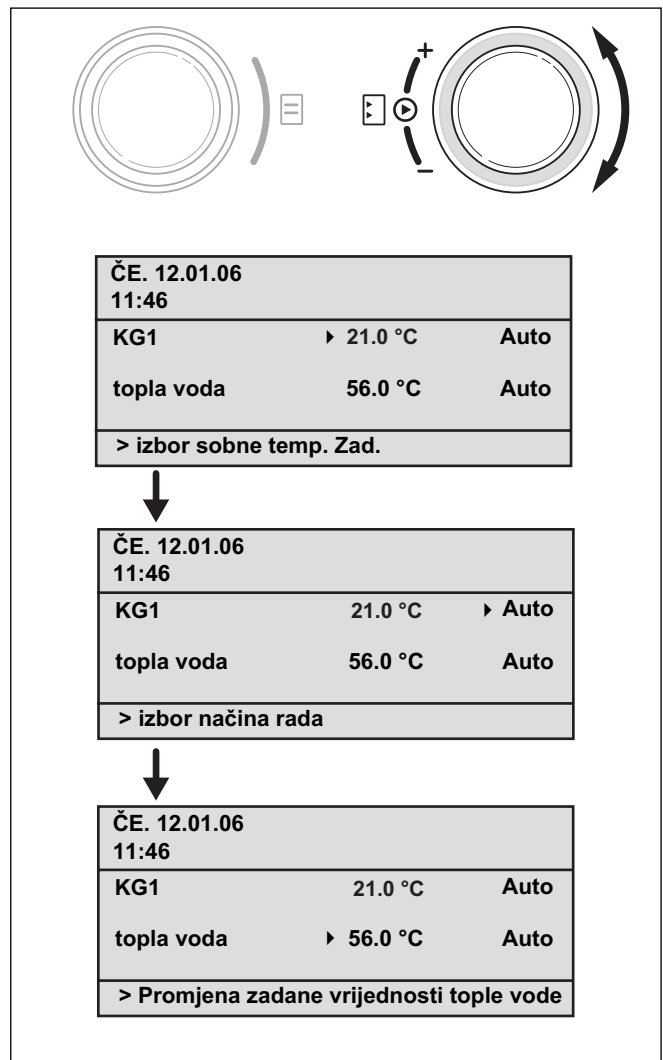 +
−
ČE. 12.01.06
11:46
KG1 21.0 °C Auto
topla voda 56.0 °C Auto
> izbor sobne temp. Zad.
ČE. 12.01.06
11:46
KG1 21.0 °C Auto
topla voda 56.0 °C Auto
> izbor načina rada
ČE. 12.01.06
11:46
KG1 21.0 °C Auto
topla voda 56.0 °C Auto
> Promjena zadane vrijednosti tople vode